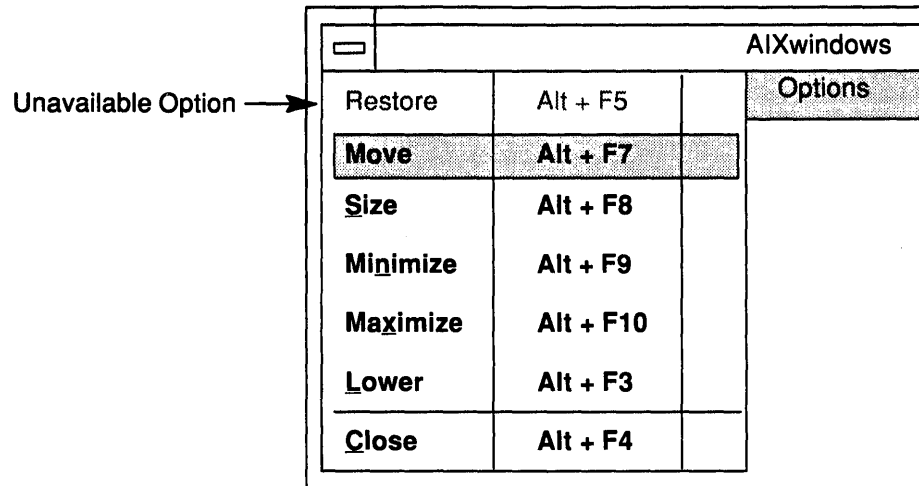 AIXwindows
Options
Unavailable Option
Restore Alt + F5
Move Alt + F7
Size Alt + F8
Minimize Alt + F9
Maximize Alt + F10
Lower Alt + F3
Close Alt + F4